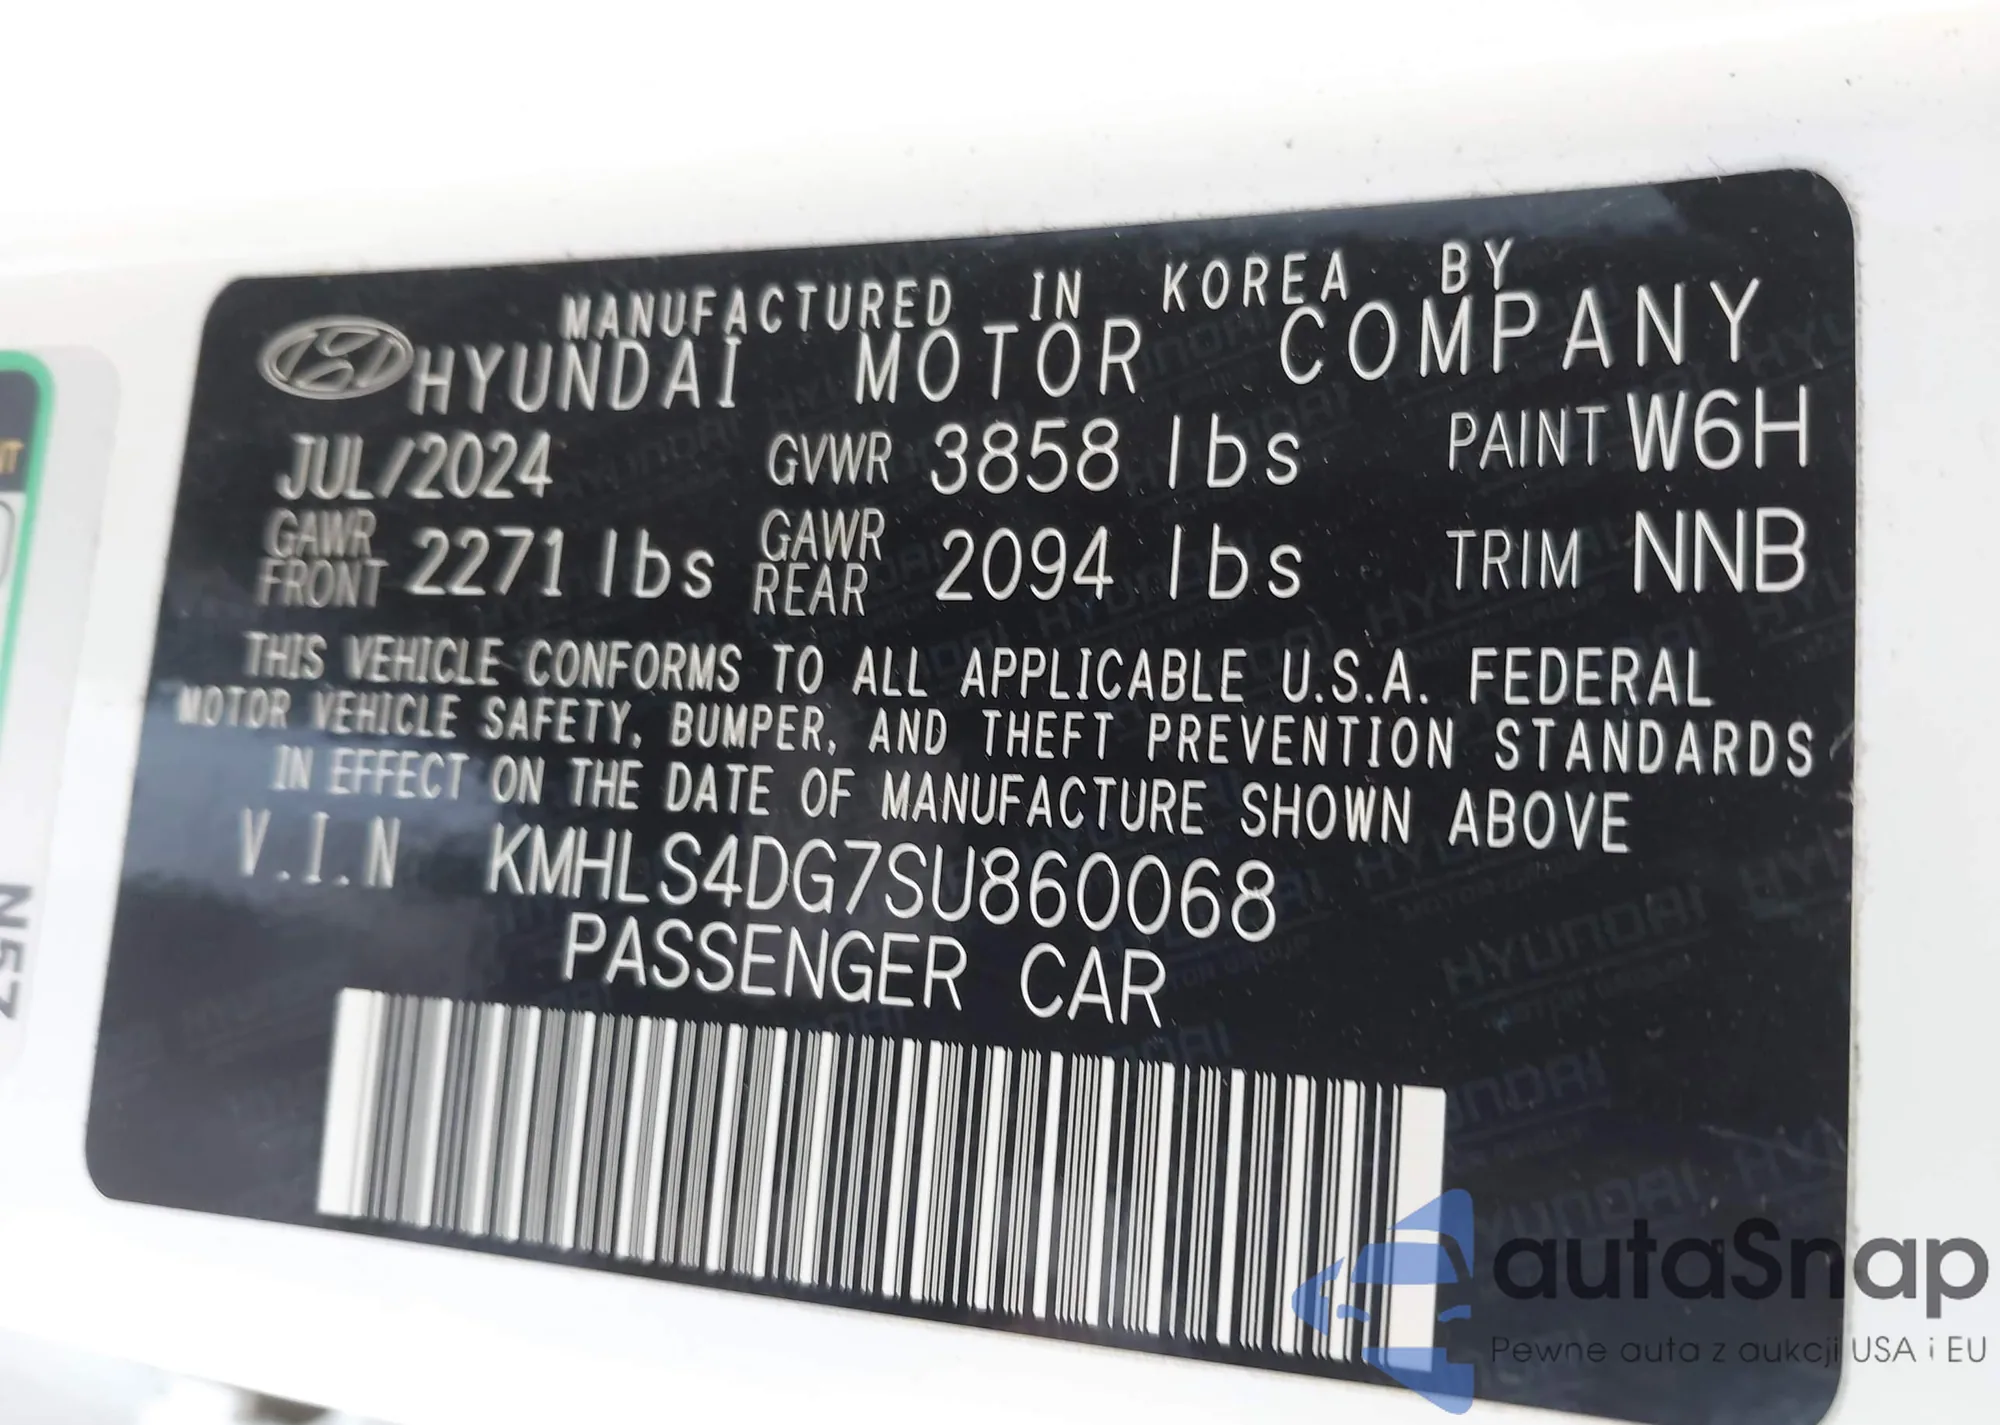 MANUFACTURED IN KOREA BY
HYUNDAI MOTOR COMPANY
JUL/2024 GVWR 3858 lbs PAINT W6H
GAWR FRONT 2271 lbs GAWR REAR 2094 lbs TRIM NNB
THIS VEHICLE CONFORMS TO ALL APPLICABLE U.S.A. FEDERAL
MOTOR VEHICLE SAFETY, BUMPER, AND THEFT PREVENTION STANDARDS
IN EFFECT ON THE DATE OF MANUFACTURE SHOWN ABOVE
V.I.N KMHLS4DG7SU860068
PASSENGER CAR
autaSnap
Pewne auta z aukcji USA i EU